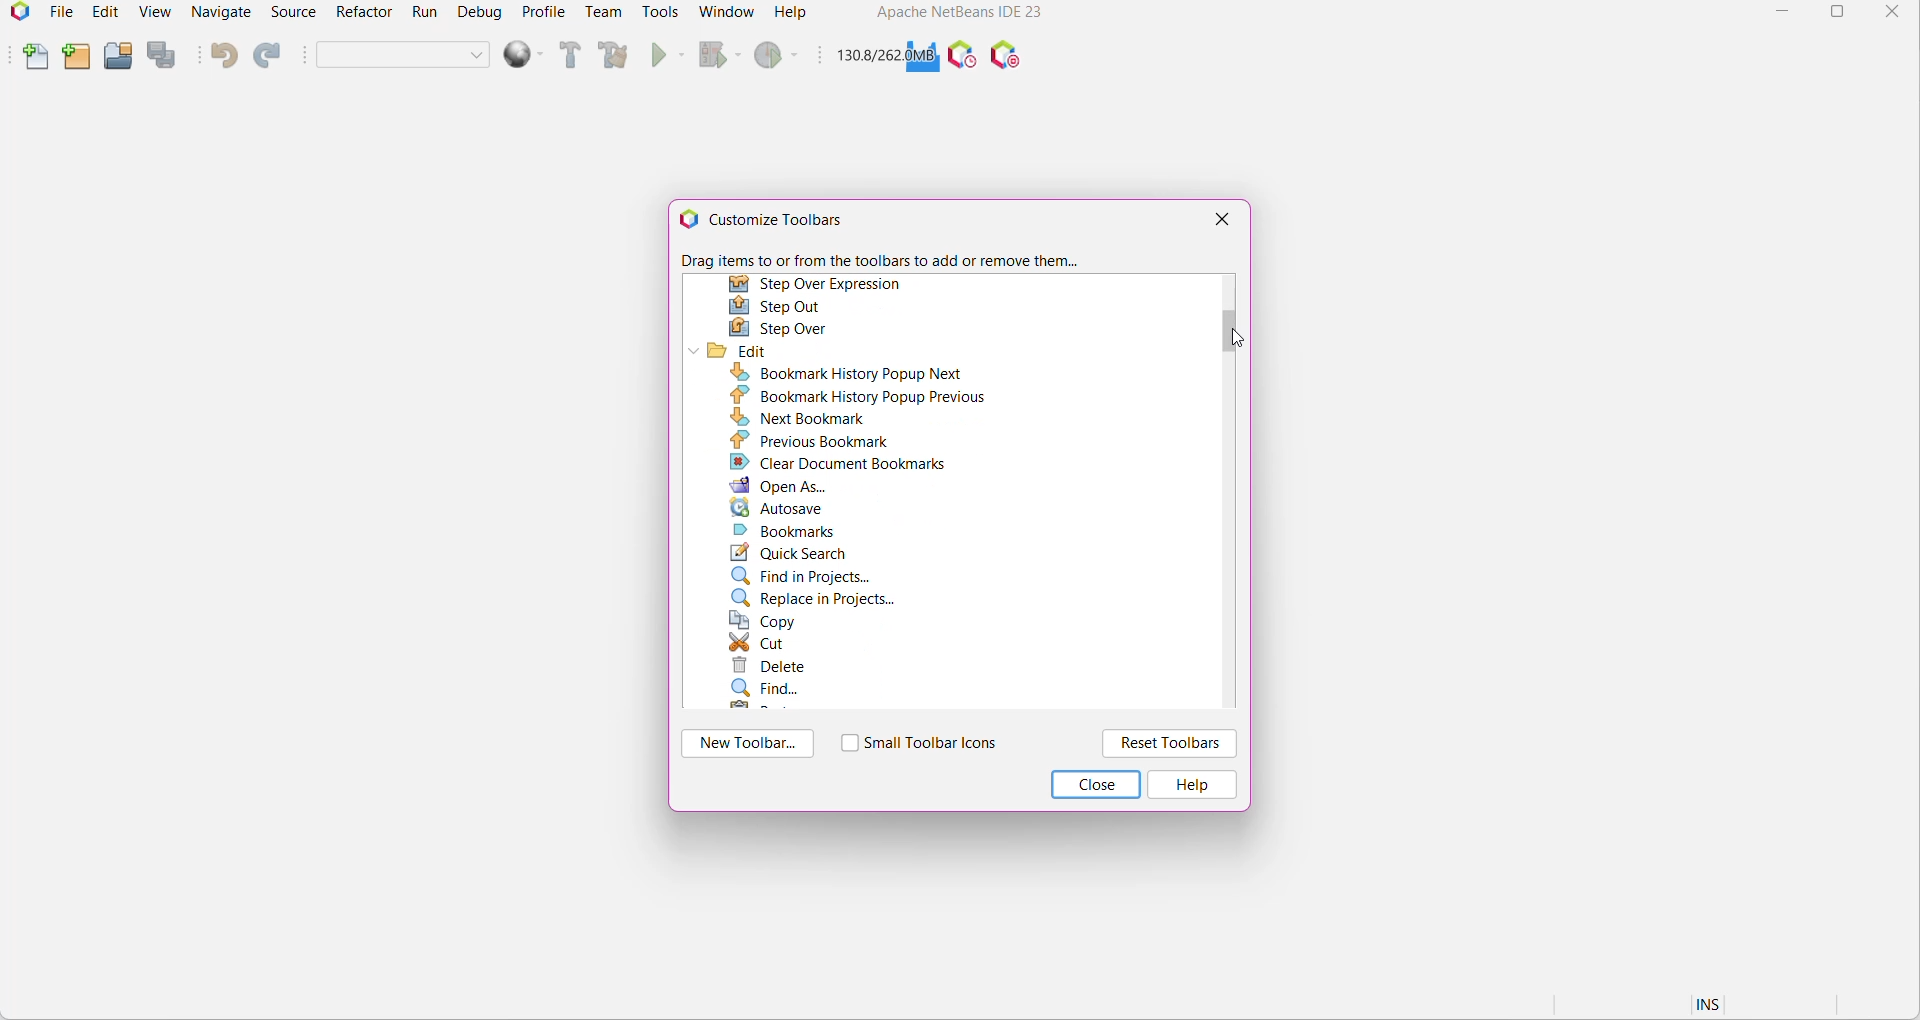 File Edit View Navigate Source Refactor Run Debug Profile Team Tools Window Help Apache NetBeans IDE 23
130.8/262.0MB
Customize Toolbars
Drag items to or from the toolbars to add or remove them...
Step Over Expression
Step Out
Step Over
Edit
Bookmark History Popup Next
Bookmark History Popup Previous
Next Bookmark
Previous Bookmark
Clear Document Bookmarks
Open As...
Autosave
Bookmarks
Quick Search
Find in Projects...
Replace in Projects...
Copy
Cut
Delete
Find...
New Toolbar... Small Toolbar Icons Reset Toolbars
Close Help
INS